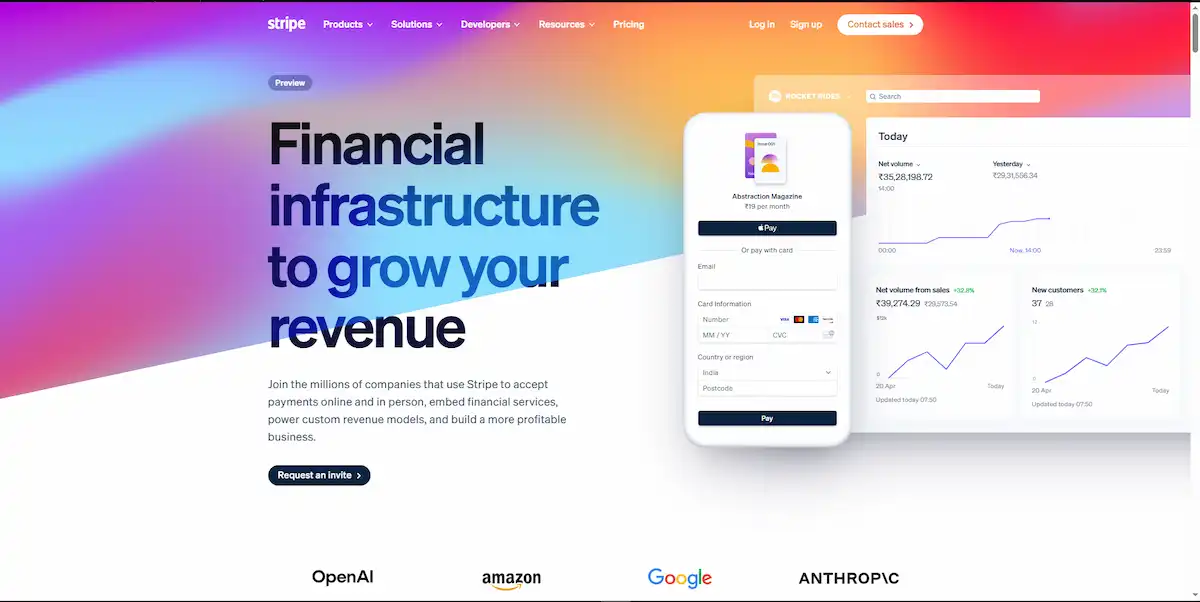 stripe Products Solutions Developers Resources Pricing Log in Sign up Contact sales
Preview
Financial
infrastructure
to grow your
revenue
Join the millions of companies that use Stripe to accept
payments online and in person, embed financial services,
power custom revenue models, and build a more profitable
business.
Request an invite
ROCKET RIDES
Search
Abstraction Magazine
₹19 per month
Pay
Or pay with card
Email
Card Information
Number VISA
MM / YY CVC
Country or region
India
Postcode
Pay
Today
Net volume
₹35,28,198.72
14:00
Yesterday
₹29,31,556.34
00:00 Now, 14:00 23:59
Net volume from sales +32.8%
₹39,274.29 ₹29,573.54
$12k
0
20 Apr Today
Updated today 07:50
New customers +32.1%
37 28
12
0
20 Apr Today
Updated today 07:50
OpenAI amazon Google ANTHROP\C